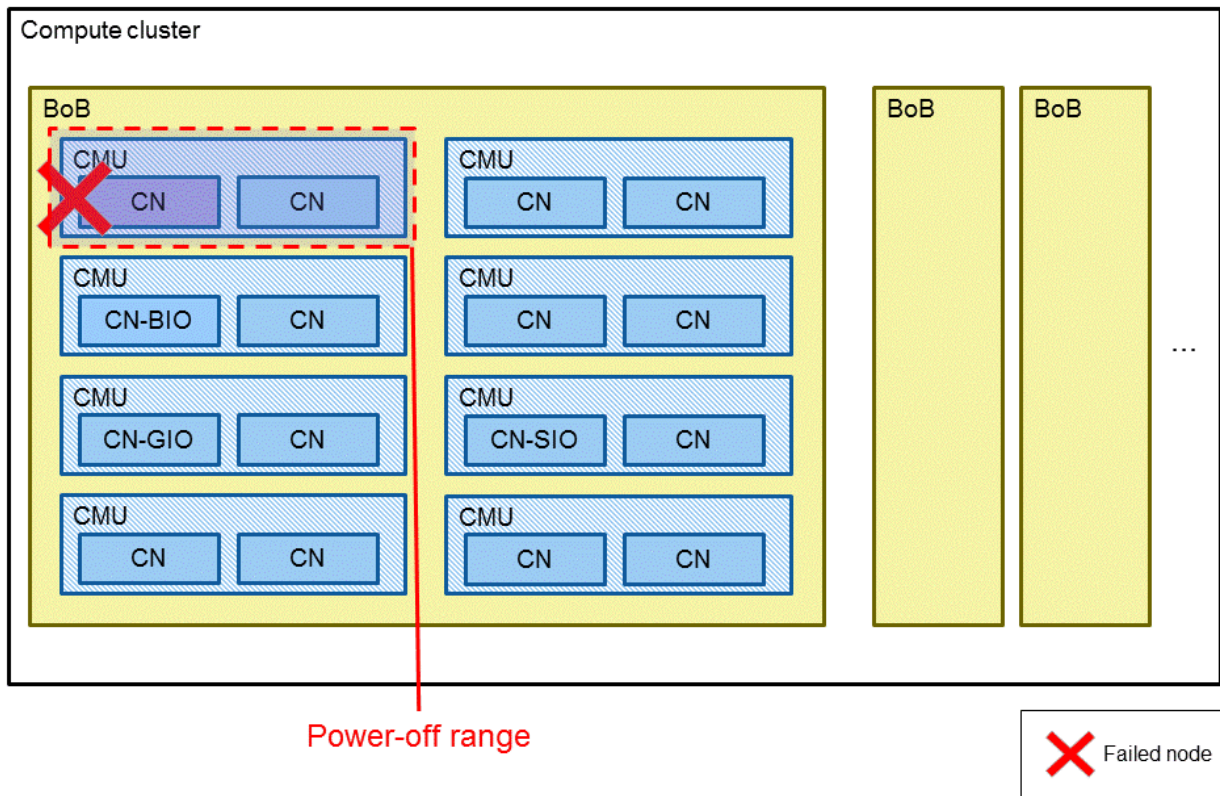 Compute cluster
BoB
BoB
BoB
CMU
CN
CN
CMU
CN
CN
CMU
CN-BIO
CN
CMU
CN
CN
CMU
CN-GIO
CN
CMU
CN-SIO
CN
CMU
CN
CN
CMU
CN
CN
...
Power-off range
Failed node